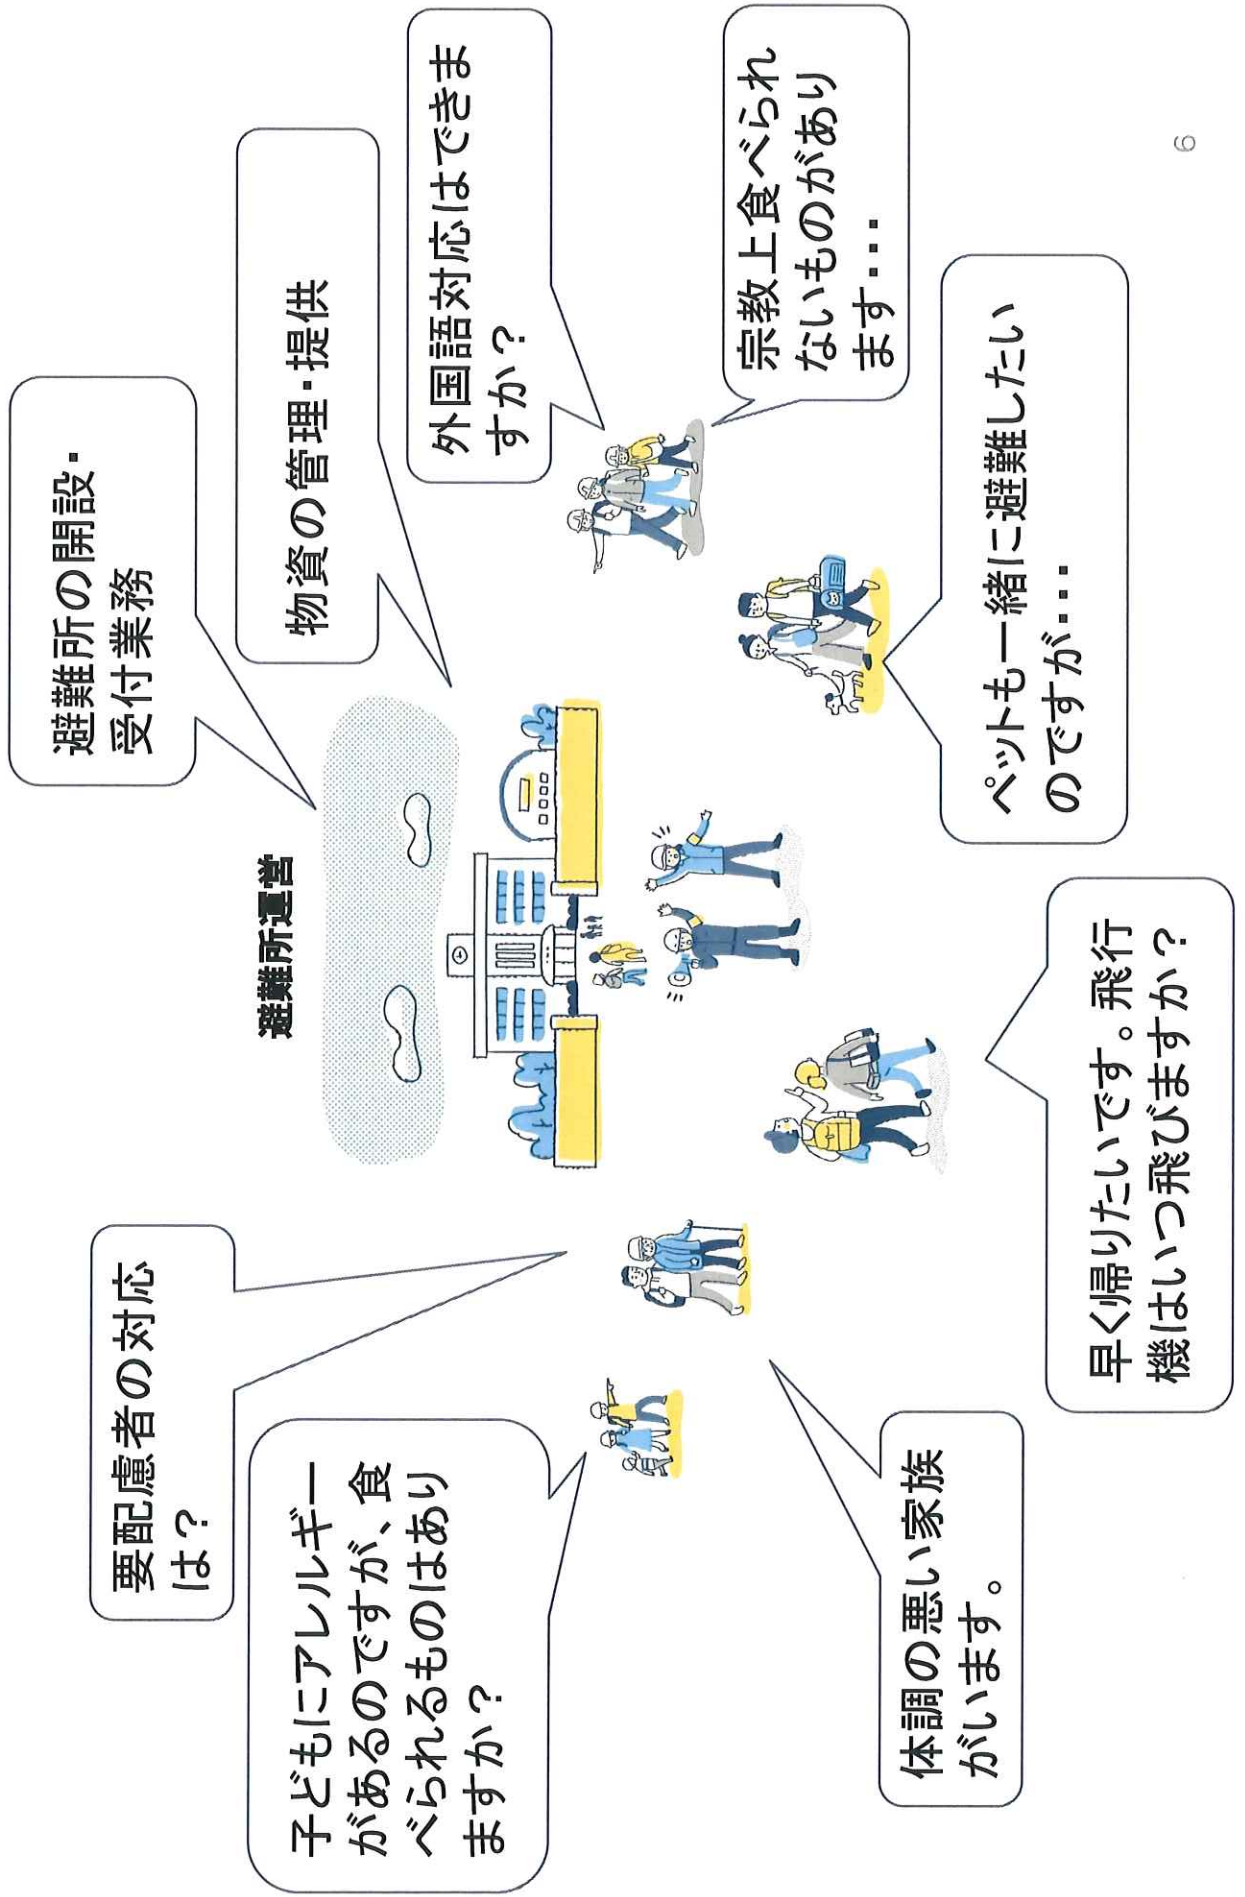 避難所運営
要配慮者の対応
は？
避難所の開設・
受付業務
物資の管理・提供
子どもにアレルギー
があるのですが、食
べられるものはあり
ますか？
外国語対応はできま
すか？
宗教上食べられ
ないものがあり
ます・・・
体調の悪い家族
がいます。
早く帰りたいです。飛行
機はいつ飛びますか？
ペットも一緒に避難したい
のですが・・・
6